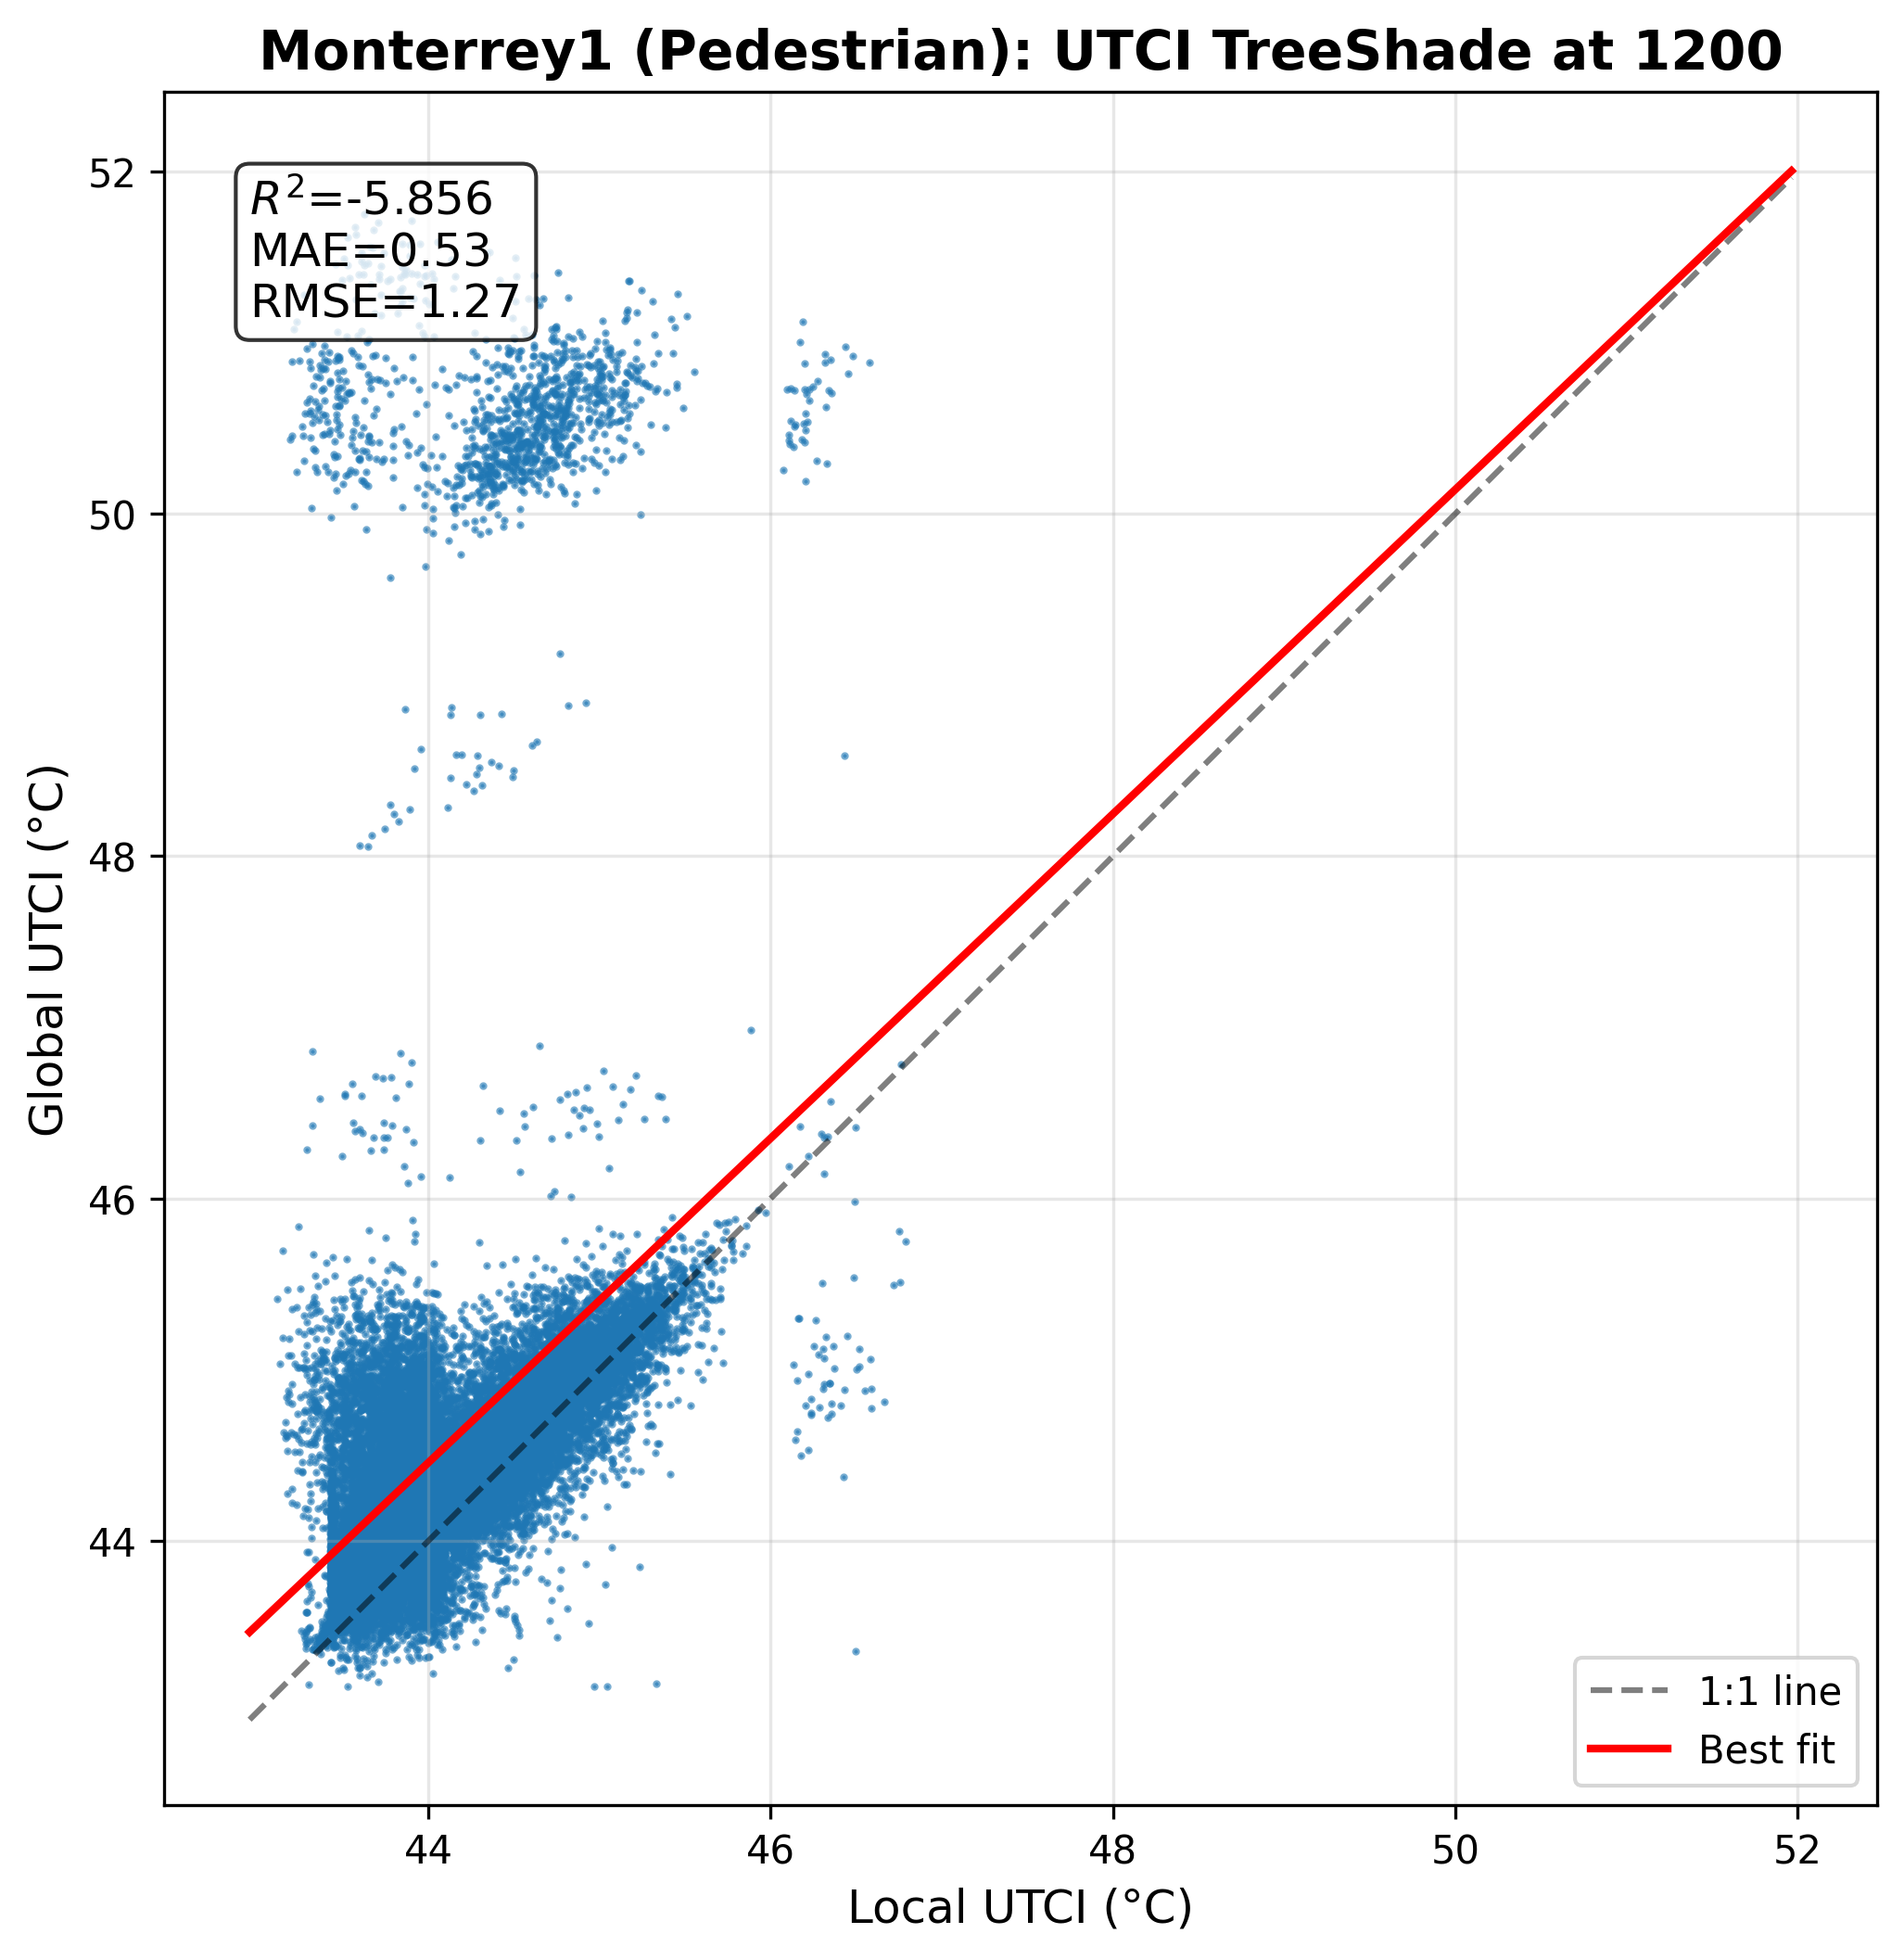 Monterrey1 (Pedestrian): UTCI TreeShade at 1200
R²=-5.856
MAE=0.53
RMSE=1.27
Global UTCI (°C)
52
50
48
46
44
44
46
48
50
52
Local UTCI (°C)
1:1 line
Best fit